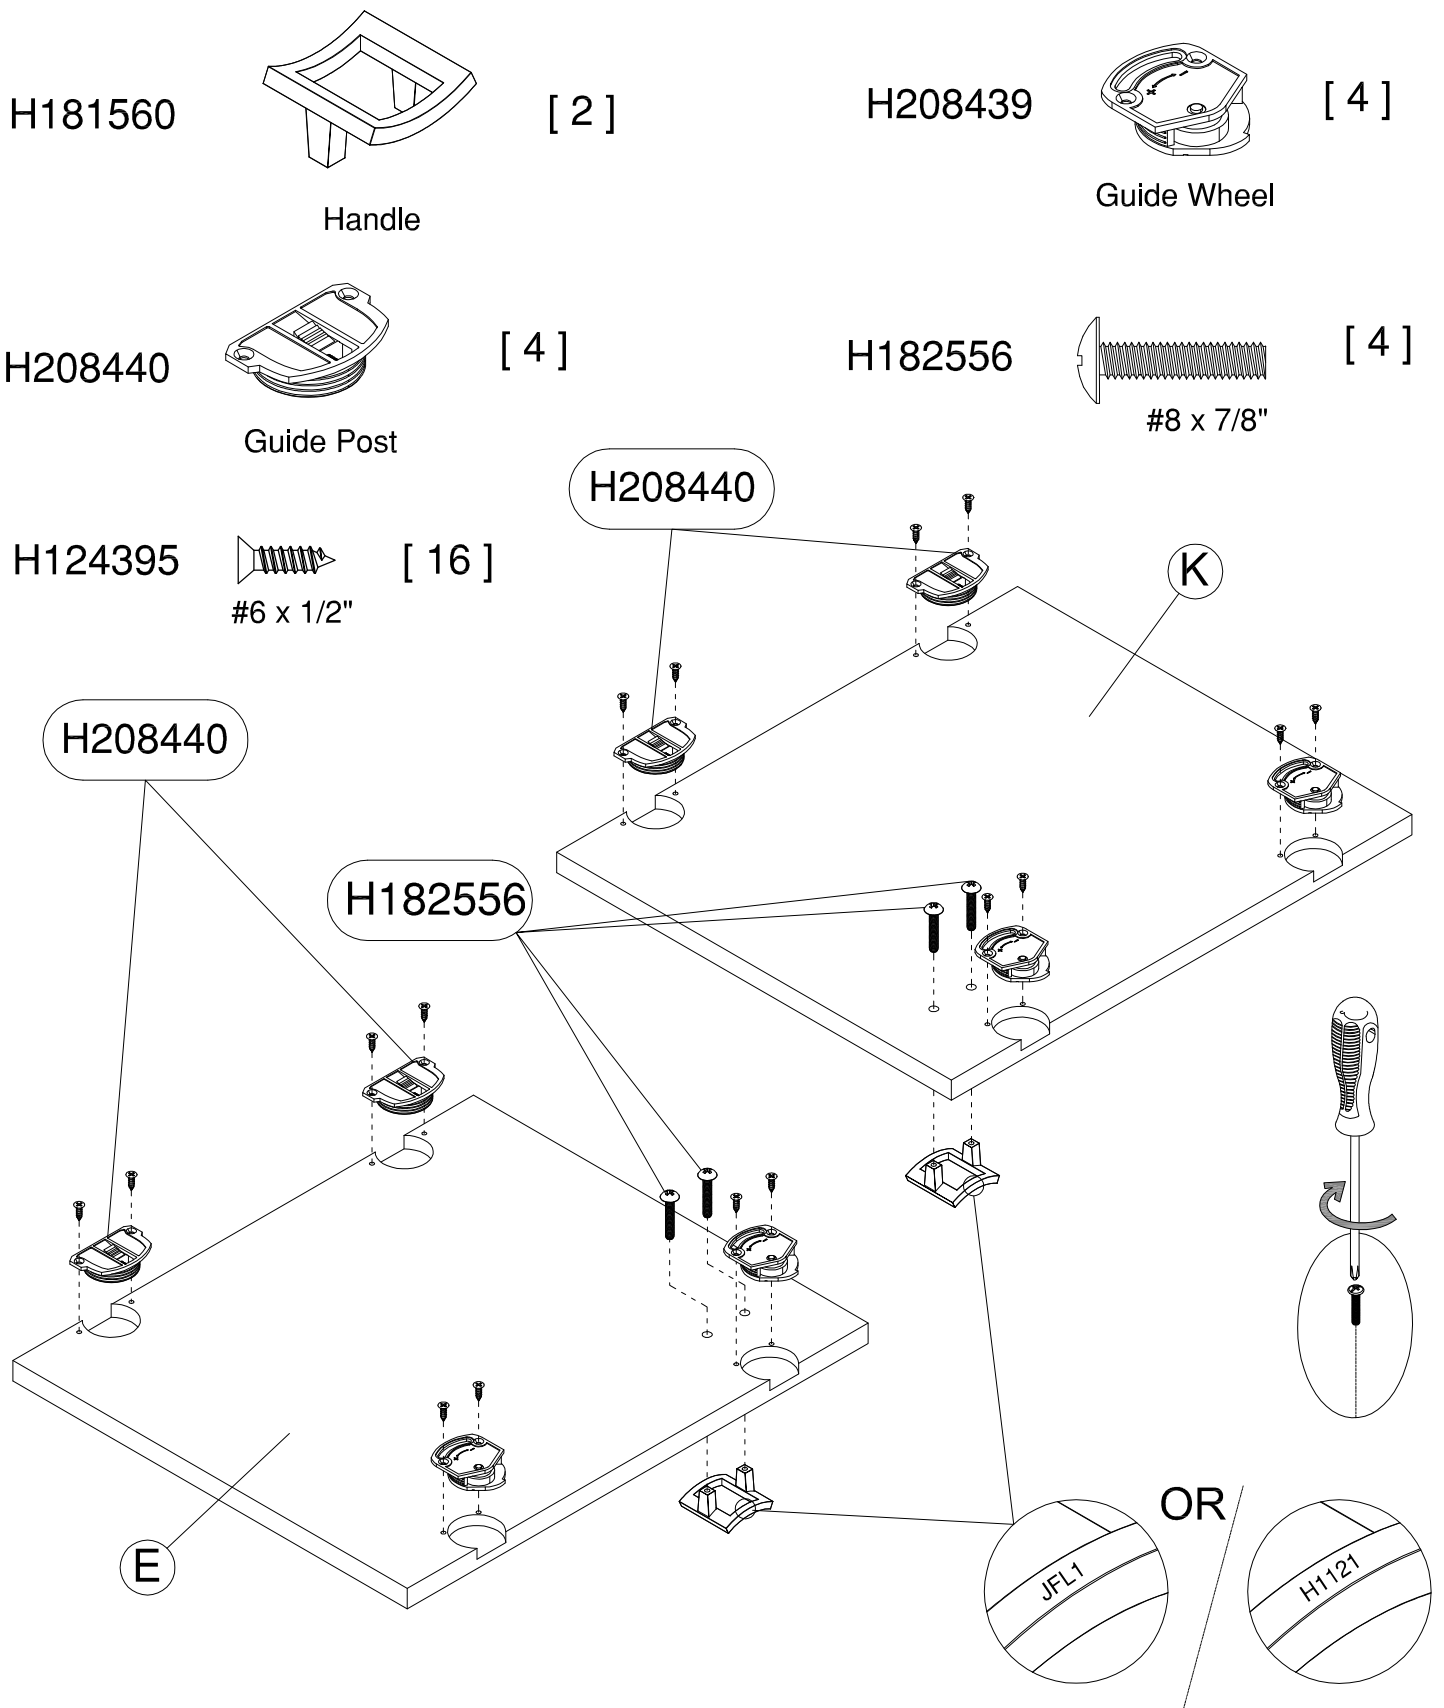 H181560
[ 2 ]
Handle
H208439
[ 4 ]
Guide Wheel
H208440
[ 4 ]
Guide Post
H182556
[ 4 ]
#8 x 7/8"
H124395
[ 16 ]
#6 x 1/2"
H208440
K
H208440
H182556
E
OR
JFL1
H1121